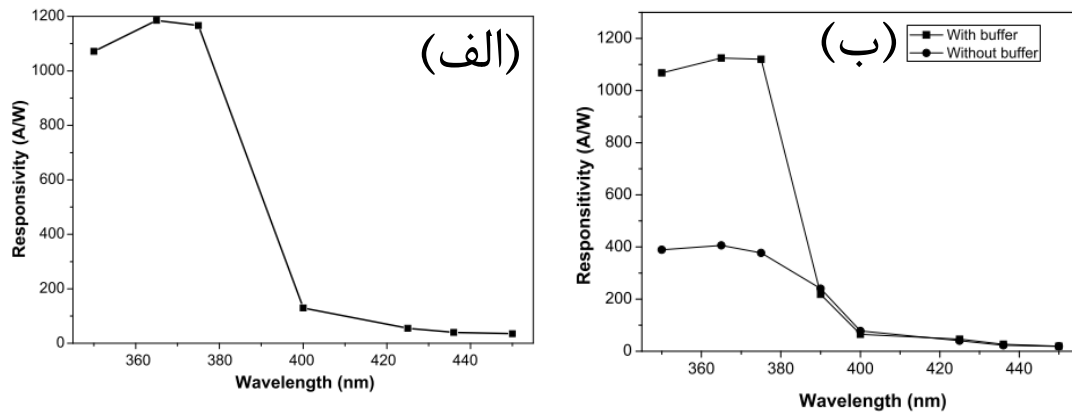 (الف)
1200
1000
800
600
400
200
0
Responsivity (A/W)
360 380 400 420 440
Wavelength (nm)
(ب)
With buffer
Without buffer
1200
1000
800
600
400
200
0
Responsitivity (A/W)
360 380 400 420 440
Wavelength (nm)